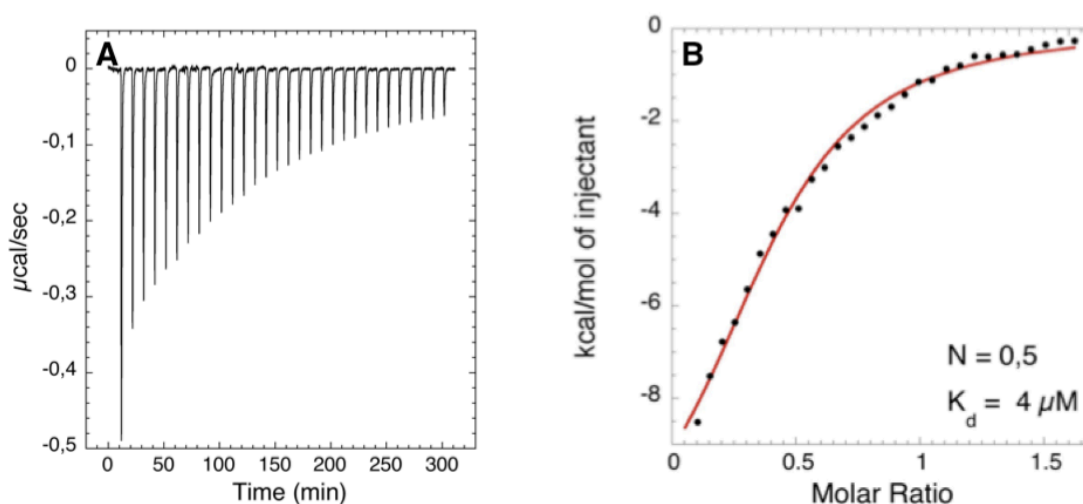 A
0
-0,1
-0,2
-0,3
-0,4
-0,5
µcal/sec
0 50 100 150 200 250 300
Time (min)
B
0
-2
-4
-6
-8
kcal/mol of injectant
N = 0,5
K_d = 4 µM
0 0.5 1 1.5
Molar Ratio